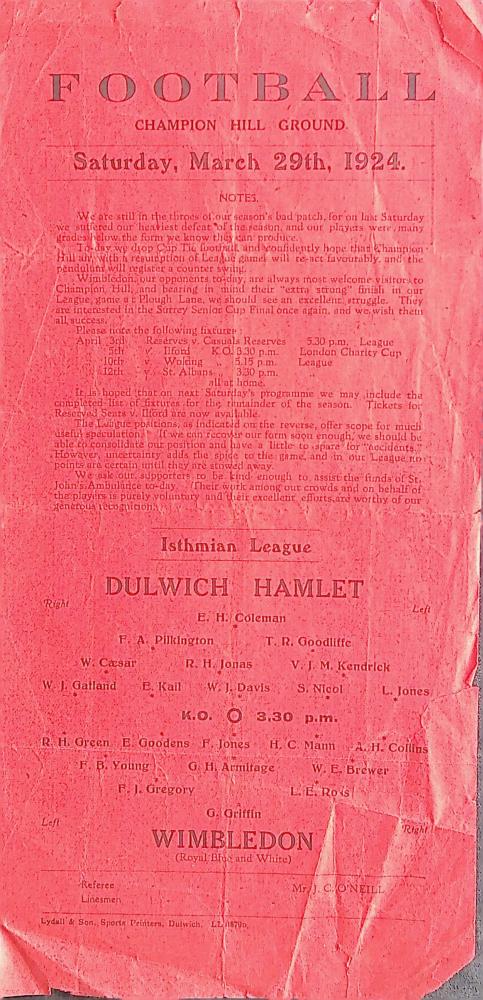 FOOTBALL
CHAMPION HILL GROUND
Saturday, March 29th, 1924.
NOTES.
We are still in the throes of our season's bad patch, for on last Saturday
we suffered our heaviest defeat of the season, and our players were many
grades below the form we know they can produce.
To-day we drop Cup Tie football, and confidently hope that Champion
Hill air, with a resumption of League games will re-act favourably, and the
pendulum will register a counter swing.
Wimbledon, our opponents to-day, are always most welcome visitors to
Champion Hill, and bearing in mind their "extra strong" finish in our
League game at Plough Lane, we should see an excellent struggle. They
are interested in the Surrey Senior Cup Final once again, and we wish them
all success.
Please note the following fixtures:
April 3rd Reserves v. Casuals Reserves 5.30 p.m. League
" 5th v. Ilford K.O. 3.30 p.m. London Charity Cup
" 10th v. Woking " 5.15 p.m. League
" 12th v. St. Albans " 3.30 p.m. "
all at home.
It is hoped that on next Saturday's programme we may include the
completed list of fixtures for the remainder of the season. Tickets for
Reserved Seats v. Ilford are now available.
The League positions, as indicated on the reverse, offer scope for much
useful speculation. If we can recover our form soon enough, we should be
able to consolidate our position and have a little to spare for "accidents."
However, uncertainty adds the spice to the game, and in our League no
points are certain until they are stowed away.
We ask our supporters to be kind enough to assist the funds of St.
John's Ambulance to-day. Their work among our crowds and on behalf of
the players is purely voluntary and their excellent efforts are worthy of our
generous recognition.
Isthmian League
DULWICH HAMLET
Right Left
E. H. Coleman
F. A. Pilkington T. R. Goodliffe
W. Cæsar R. H. Jonas V. J. M. Kendrick
W. J. Gatland E. Kail W. J. Davis S. Nicol L. Jones
K.O. 3.30 p.m.
R. H. Green E. Goodens F. Jones H. C. Mann A. H. Collins
F. B. Young G. H. Armitage W. E. Brewer
F. J. Gregory L. E. Ross
G. Griffin
Left Right
WIMBLEDON
(Royal Blue and White)
Referee Mr. J. C. O'NEILL
Linesmen
Lydall & Son, Sports Printers, Dulwich,